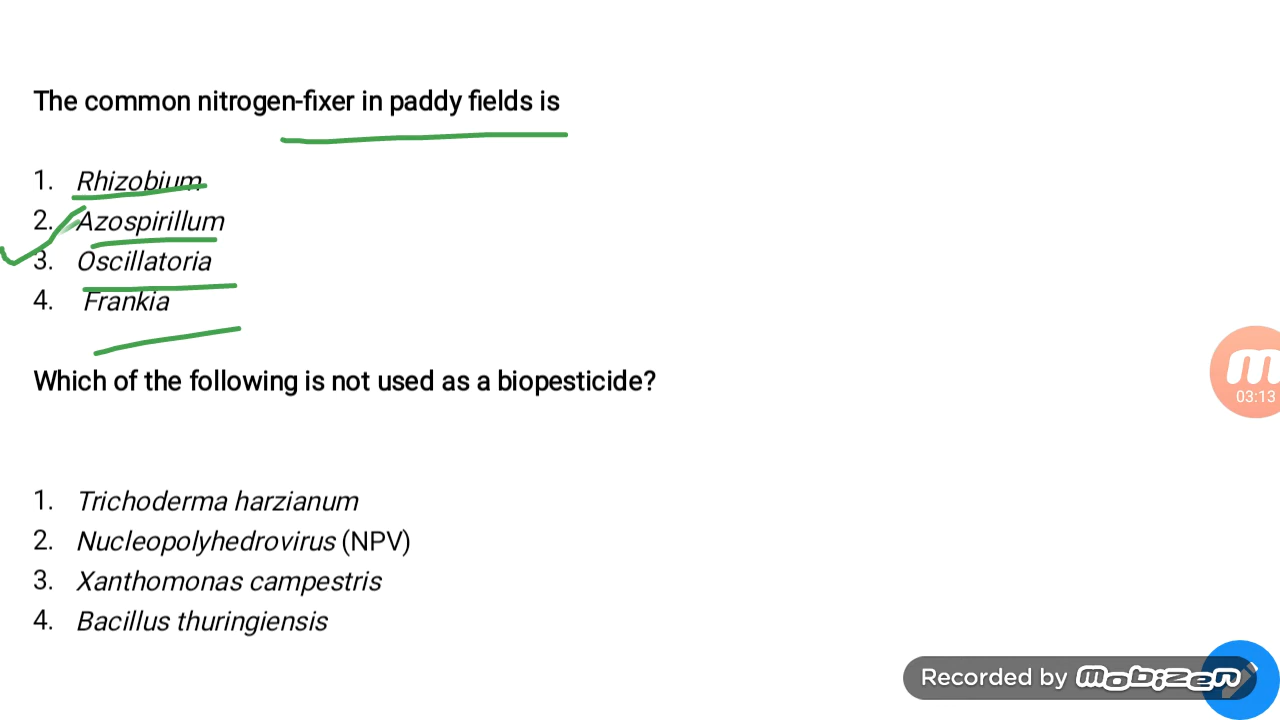 The common nitrogen-fixer in paddy fields is
1. Rhizobium
2. Azospirillum
3. Oscillatoria
4. Frankia
Which of the following is not used as a biopesticide?
1. Trichoderma harzianum
2. Nucleopolyhedrovirus (NPV)
3. Xanthomonas campestris
4. Bacillus thuringiensis
03:13
Recorded by mobizen